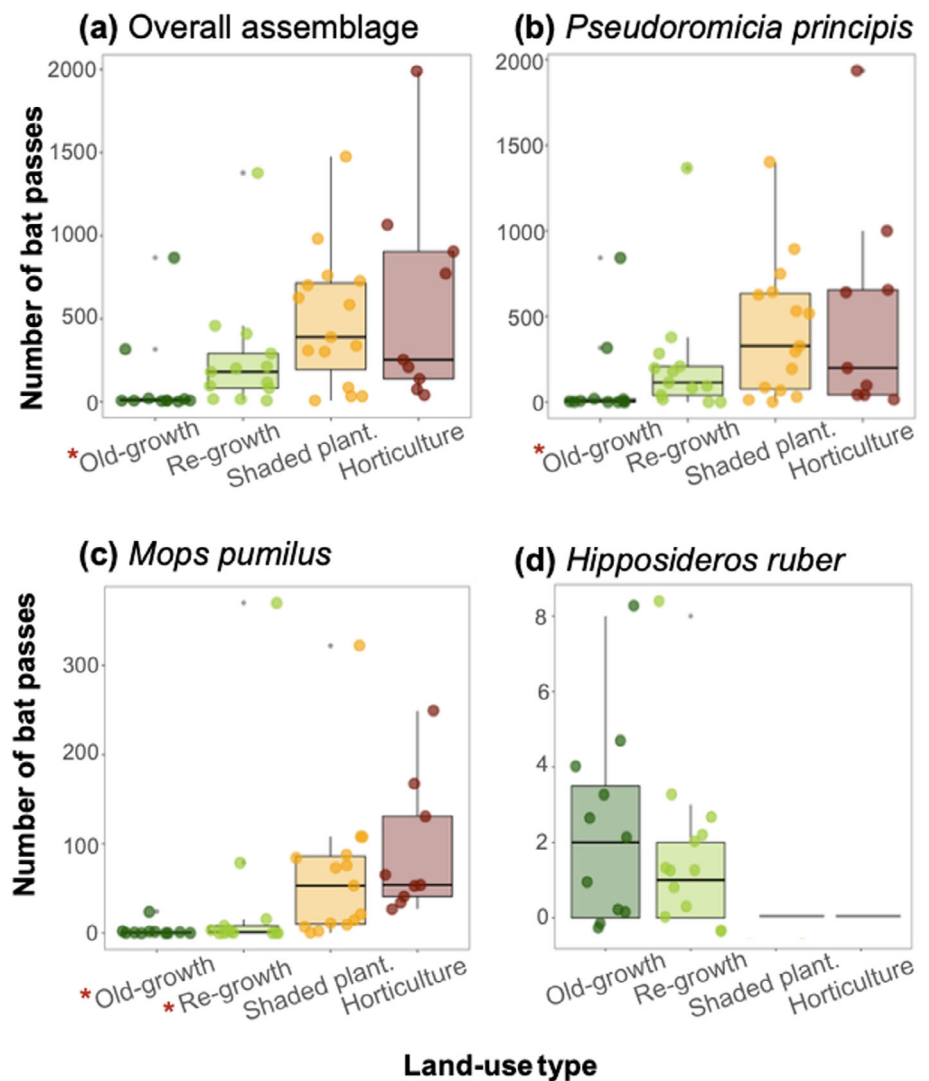 (a) Overall assemblage
(b) Pseudoromicia principis
Number of bat passes
2000
1500
1000
500
0
*Old-growth
Re-growth
Shaded plant.
Horticulture
2000
1500
1000
500
0
*Old-growth
Re-growth
Shaded plant.
Horticulture
(c) Mops pumilus
(d) Hipposideros ruber
Number of bat passes
300
200
100
0
*Old-growth
*Re-growth
Shaded plant.
Horticulture
8
6
4
2
0
Old-growth
Re-growth
Shaded plant.
Horticulture
Land-use type